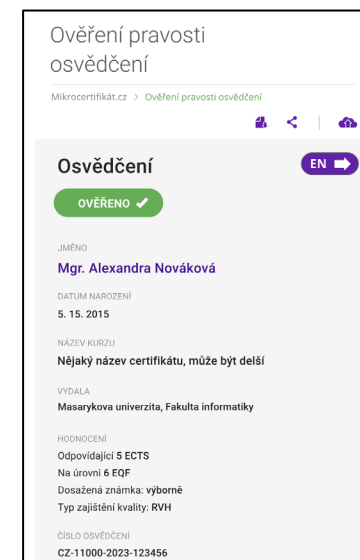 Ověření pravosti
osvědčení
Mikrocertifikát.cz > Ověření pravosti osvědčení
Osvědčení
EN
OVĚŘENO
JMÉNO
Mgr. Alexandra Nováková
DATUM NAROZENÍ
5. 15. 2015
NÁZEV KURZU
Nějaký název certifikátu, může být delší
VYDALA
Masarykova univerzita, Fakulta informatiky
HODNOCENÍ
Odpovídající 5 ECTS
Na úrovni 6 EQF
Dosažená známka: výborně
Typ zajištění kvality: RVH
ČÍSLO OSVĚDČENÍ
CZ-11000-2023-123456